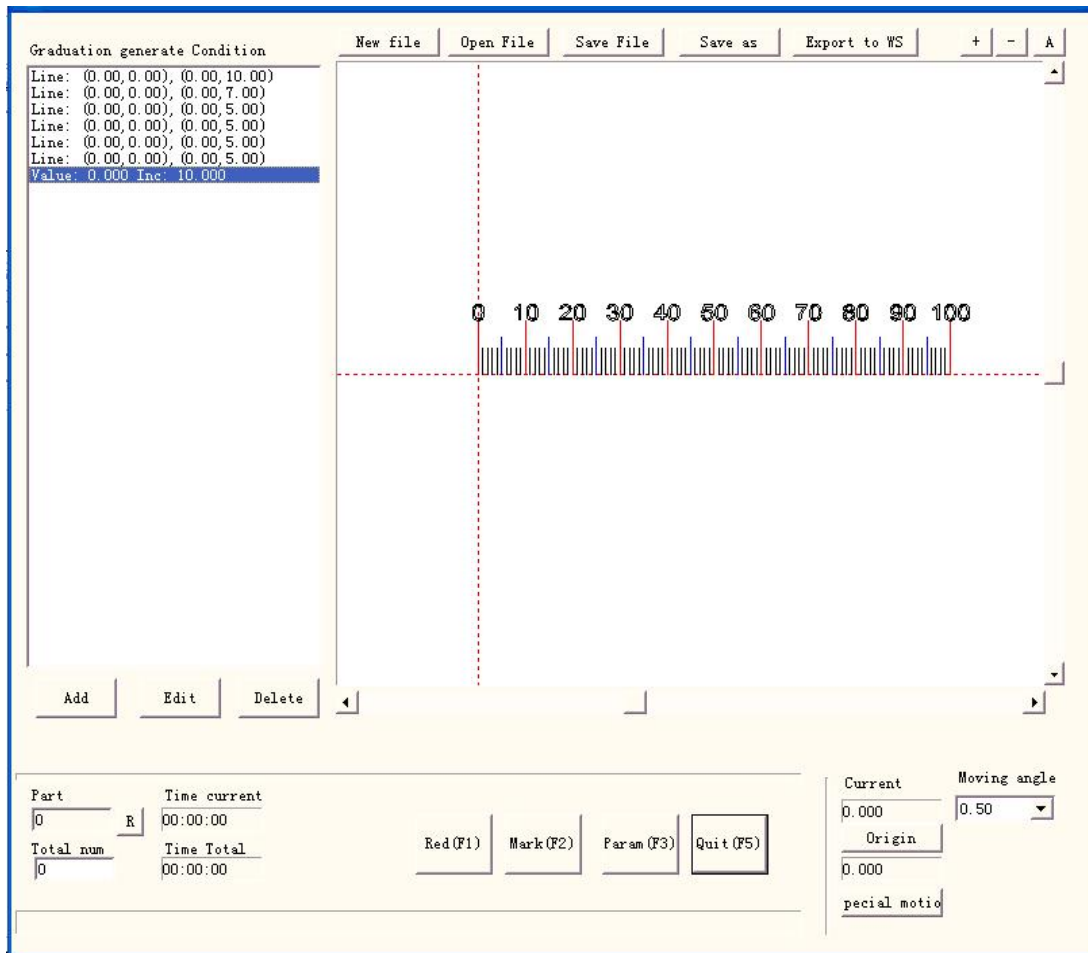 Graduation generate Condition
New file Open File Save File Save as Export to WS + - A
Line: (0.00,0.00), (0.00,10.00)
Line: (0.00,0.00), (0.00,7.00)
Line: (0.00,0.00), (0.00,5.00)
Line: (0.00,0.00), (0.00,5.00)
Line: (0.00,0.00), (0.00,5.00)
Line: (0.00,0.00), (0.00,5.00)
Value: 0.000 Inc: 10.000
0 10 20 30 40 50 60 70 80 90 100
Add Edit Delete
Part Time current
0 R 00:00:00
Total num Time Total
0 00:00:00
Red(F1) Mark(F2) Param(F3) Quit(F5)
Current Moving angle
0.000 0.50
Origin
0.000
pecial motio